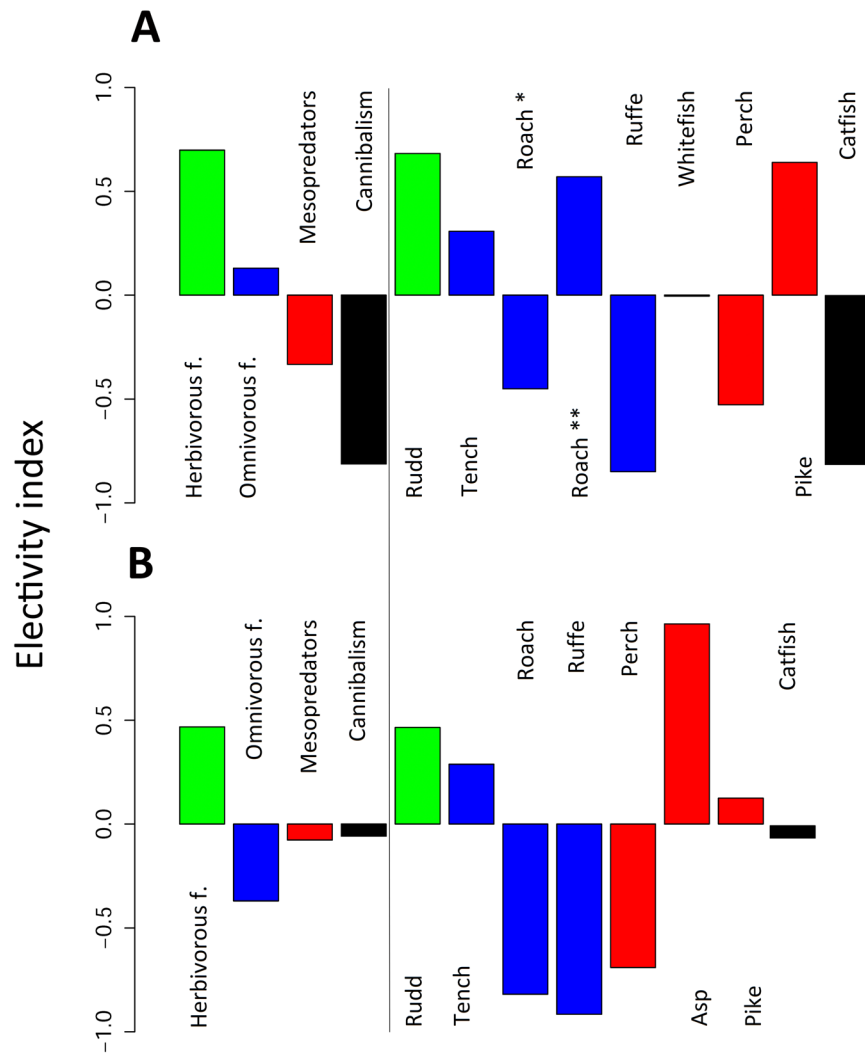 A
Electivity index
1.0
0.5
0.0
−0.5
−1.0
Herbivorous f.
Omnivorous f.
Mesopredators
Cannibalism
Rudd
Tench
Roach *
Roach **
Ruffe
Whitefish
Perch
Pike
Catfish
B
1.0
0.5
0.0
−0.5
−1.0
Herbivorous f.
Omnivorous f.
Mesopredators
Cannibalism
Rudd
Tench
Roach
Ruffe
Perch
Asp
Pike
Catfish